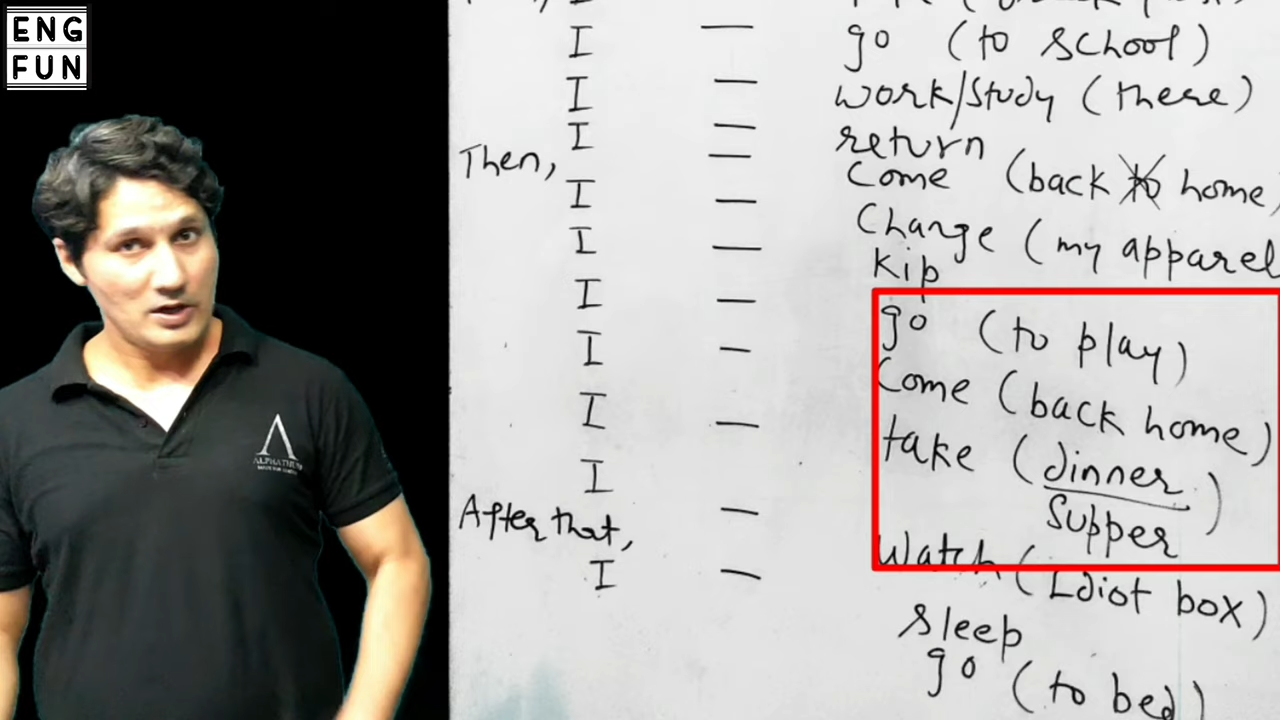 ENG
FUN
I — go (to school)
I — work/study (there)
I — return
Then, — come (back to home)
I — Change (my apparel
I — kip
I — go (to play)
I — Come (back home)
I — take (dinner
Supper)
I
After that, — Watch (Idiot box)
I — sleep
go (to bed)
ALPHATHUM